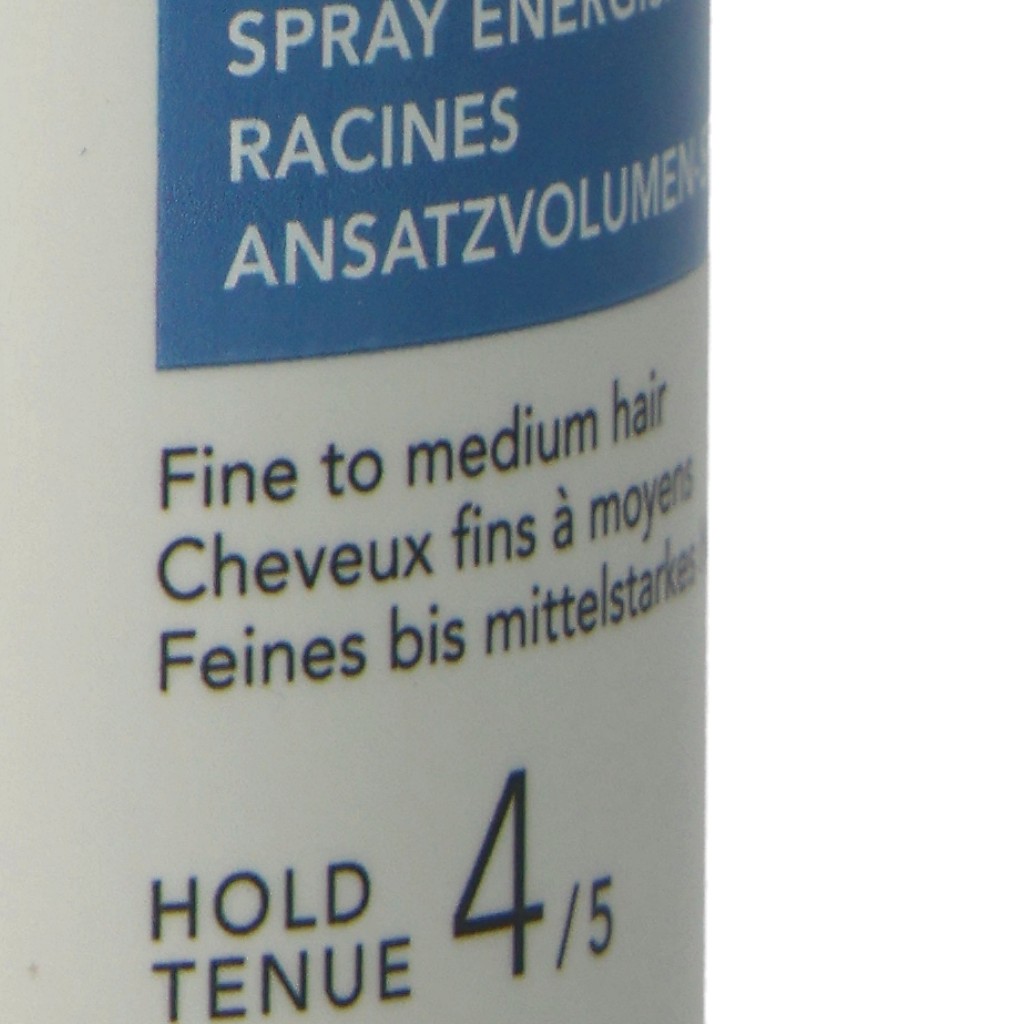 SPRAY
RACINES
Fine to medium hair
Cheveux fins à moyens
Feines bis mittelstarkes
HOLD 4/5
TENUE